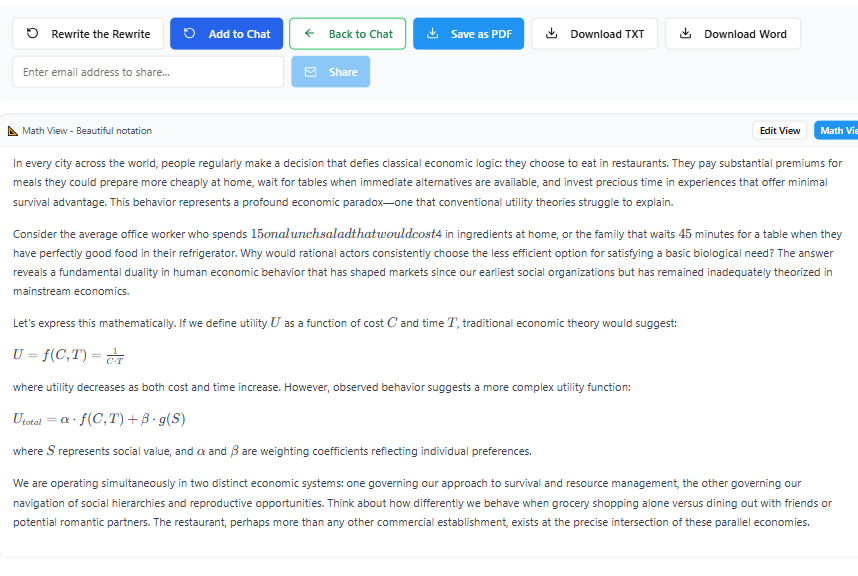 Rewrite the Rewrite
Add to Chat
Back to Chat
Save as PDF
Download TXT
Download Word
Enter email address to share...
Share
Math View - Beautiful notation
Edit View
Math Vie
In every city across the world, people regularly make a decision that defies classical economic logic: they choose to eat in restaurants. They pay substantial premiums for
meals they could prepare more cheaply at home, wait for tables when immediate alternatives are available, and invest precious time in experiences that offer minimal
survival advantage. This behavior represents a profound economic paradox—one that conventional utility theories struggle to explain.
Consider the average office worker who spends 15onalunchsaladthatwouldcost4 in ingredients at home, or the family that waits 45 minutes for a table when they
have perfectly good food in their refrigerator. Why would rational actors consistently choose the less efficient option for satisfying a basic biological need? The answer
reveals a fundamental duality in human economic behavior that has shaped markets since our earliest social organizations but has remained inadequately theorized in
mainstream economics.
Let's express this mathematically. If we define utility U as a function of cost C and time T, traditional economic theory would suggest:
U = f(C, T) = 1/(C·T)
where utility decreases as both cost and time increase. However, observed behavior suggests a more complex utility function:
U_total = α · f(C, T) + β · g(S)
where S represents social value, and α and β are weighting coefficients reflecting individual preferences.
We are operating simultaneously in two distinct economic systems: one governing our approach to survival and resource management, the other governing our
navigation of social hierarchies and reproductive opportunities. Think about how differently we behave when grocery shopping alone versus dining out with friends or
potential romantic partners. The restaurant, perhaps more than any other commercial establishment, exists at the precise intersection of these parallel economies.